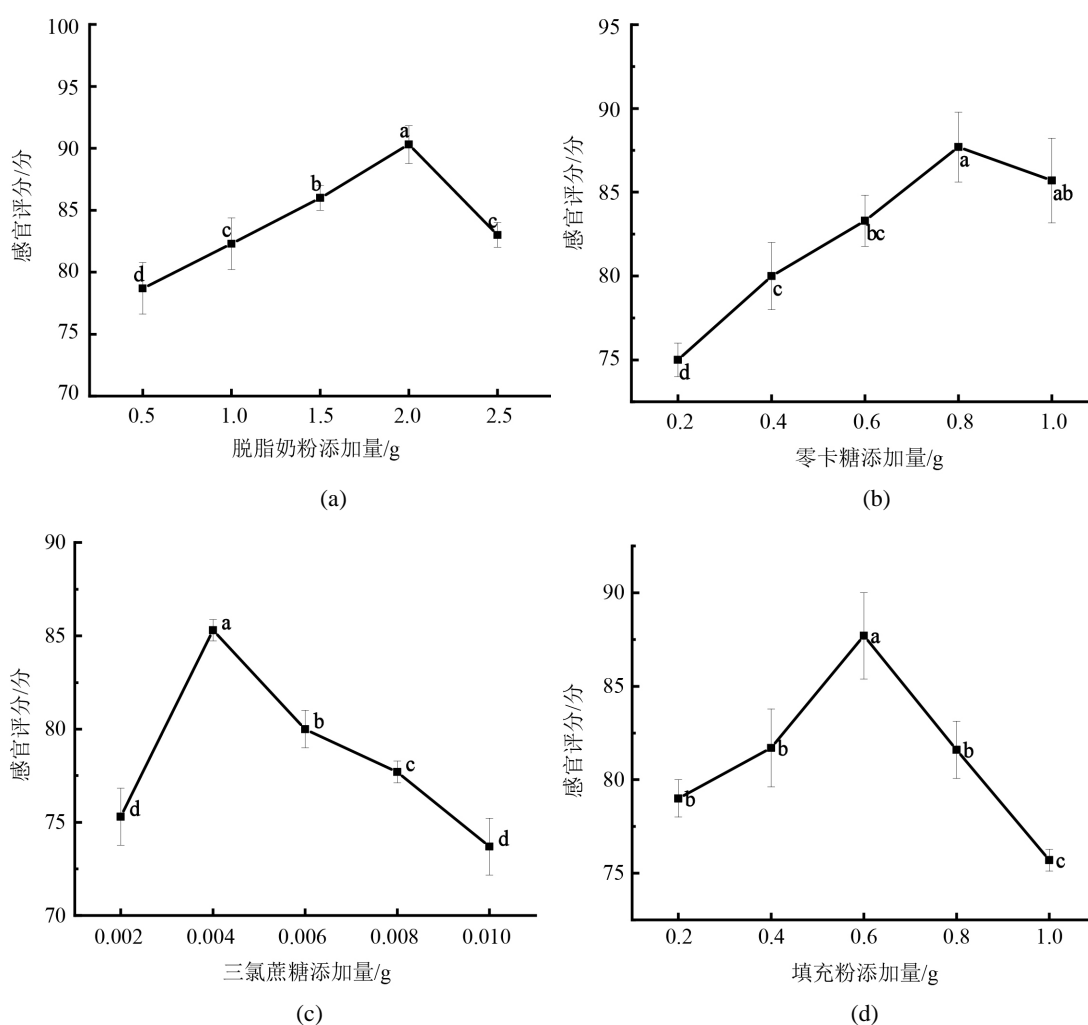 100
95
90
85
80
75
70
感官评分/分
a
b
c
c
d
0.5 1.0 1.5 2.0 2.5
脱脂奶粉添加量/g
(a)
95
90
85
80
75
感官评分/分
a
ab
bc
c
d
0.2 0.4 0.6 0.8 1.0
零卡糖添加量/g
(b)
90
85
80
75
70
感官评分/分
a
b
c
d
d
0.002 0.004 0.006 0.008 0.010
三氯蔗糖添加量/g
(c)
90
85
80
75
感官评分/分
a
b
b
b
c
0.2 0.4 0.6 0.8 1.0
填充粉添加量/g
(d)